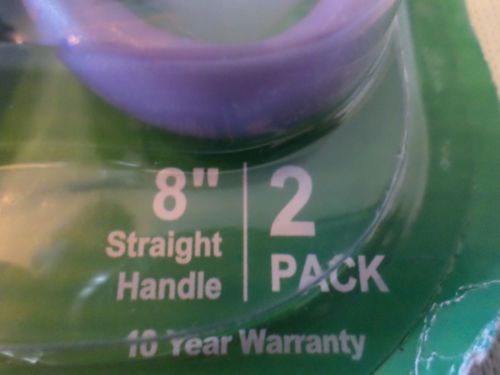 8" 2
Straight
Handle PACK
10 Year Warranty